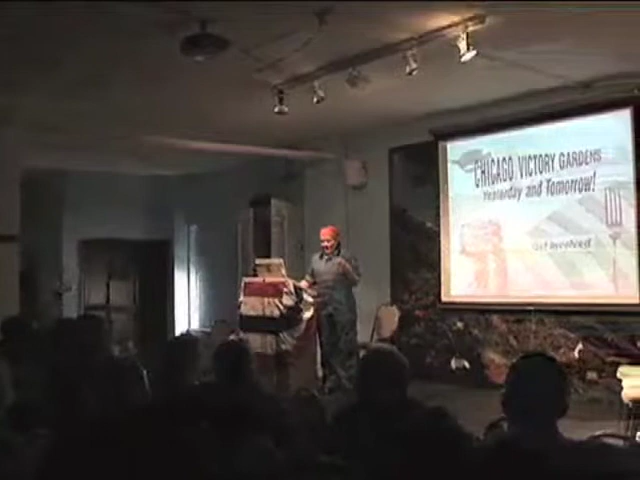 CHICAGO VICTORY GARDENS
Yesterday and Tomorrow!
Get Involved